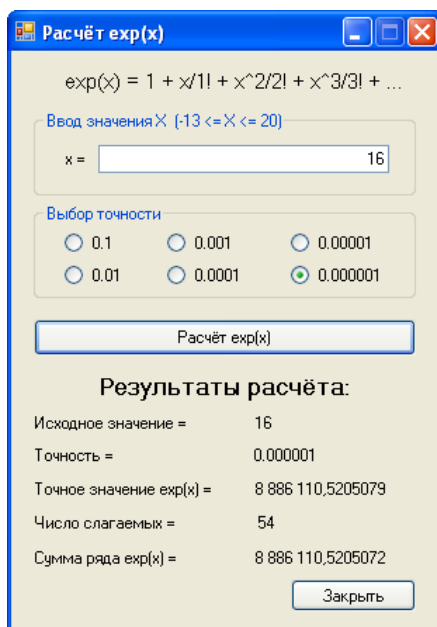 Расчёт exp(x)
exp(x) = 1 + x/1! + x^2/2! + x^3/3! + ...
Ввод значения X (-13 <= X <= 20)
x = 16
Выбор точности
0.1 0.001 0.00001
0.01 0.0001 0.000001
Расчёт exp(x)
Результаты расчёта:
Исходное значение = 16
Точность = 0.000001
Точное значение exp(x) = 8 886 110,5205079
Число слагаемых = 54
Сумма ряда exp(x) = 8 886 110,5205072
Закрыть